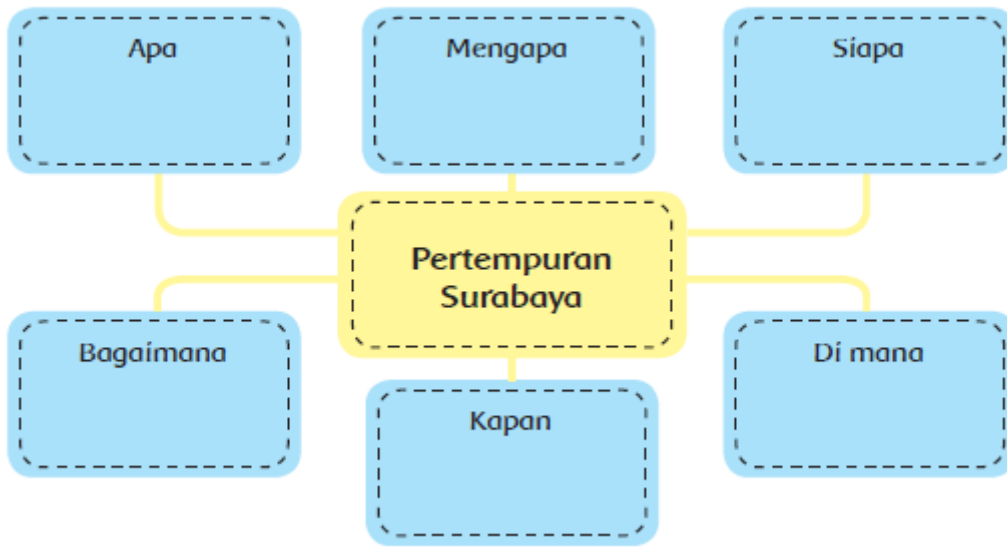 Apa
Mengapa
Siapa
Pertempuran
Surabaya
Bagaimana
Kapan
Di mana